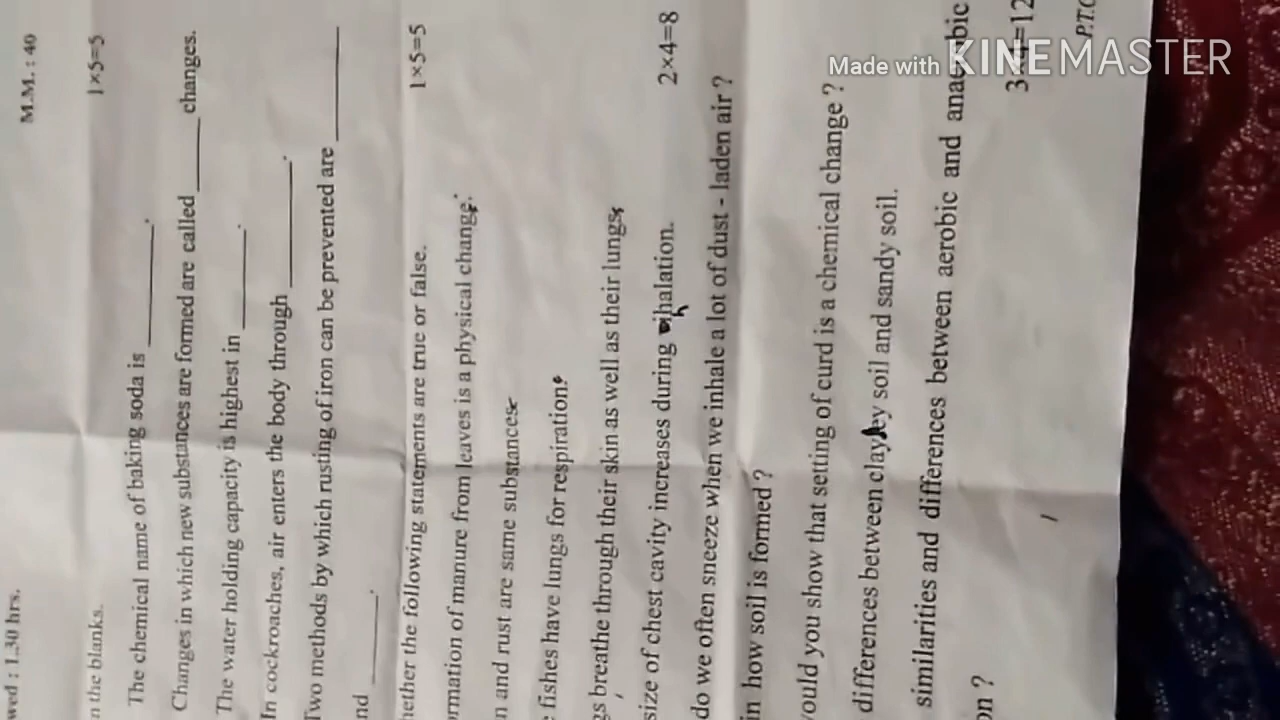 wed : 1.30 hrs. M.M. : 40
n the blanks. 1×5=5
The chemical name of baking soda is ________.
Changes in which new substances are formed are called ______ changes.
The water holding capacity is highest in ________.
In cockroaches, air enters the body through __________.
Two methods by which rusting of iron can be prevented are ________
nd ________.
hether the following statements are true or false. 1×5=5
rmation of manure from leaves is a physical change.
n and rust are same substances
fishes have lungs for respiration.
gs breathe through their skin as well as their lungs
size of chest cavity increases during halation. 2×4=8
do we often sneeze when we inhale a lot of dust - laden air ?
in how soil is formed ?
ould you show that setting of curd is a chemical change ?
differences between clayey soil and sandy soil.
similarities and differences between aerobic and anaerobic
on ? 3×4=12
P.T.O
Made with KINEMASTER